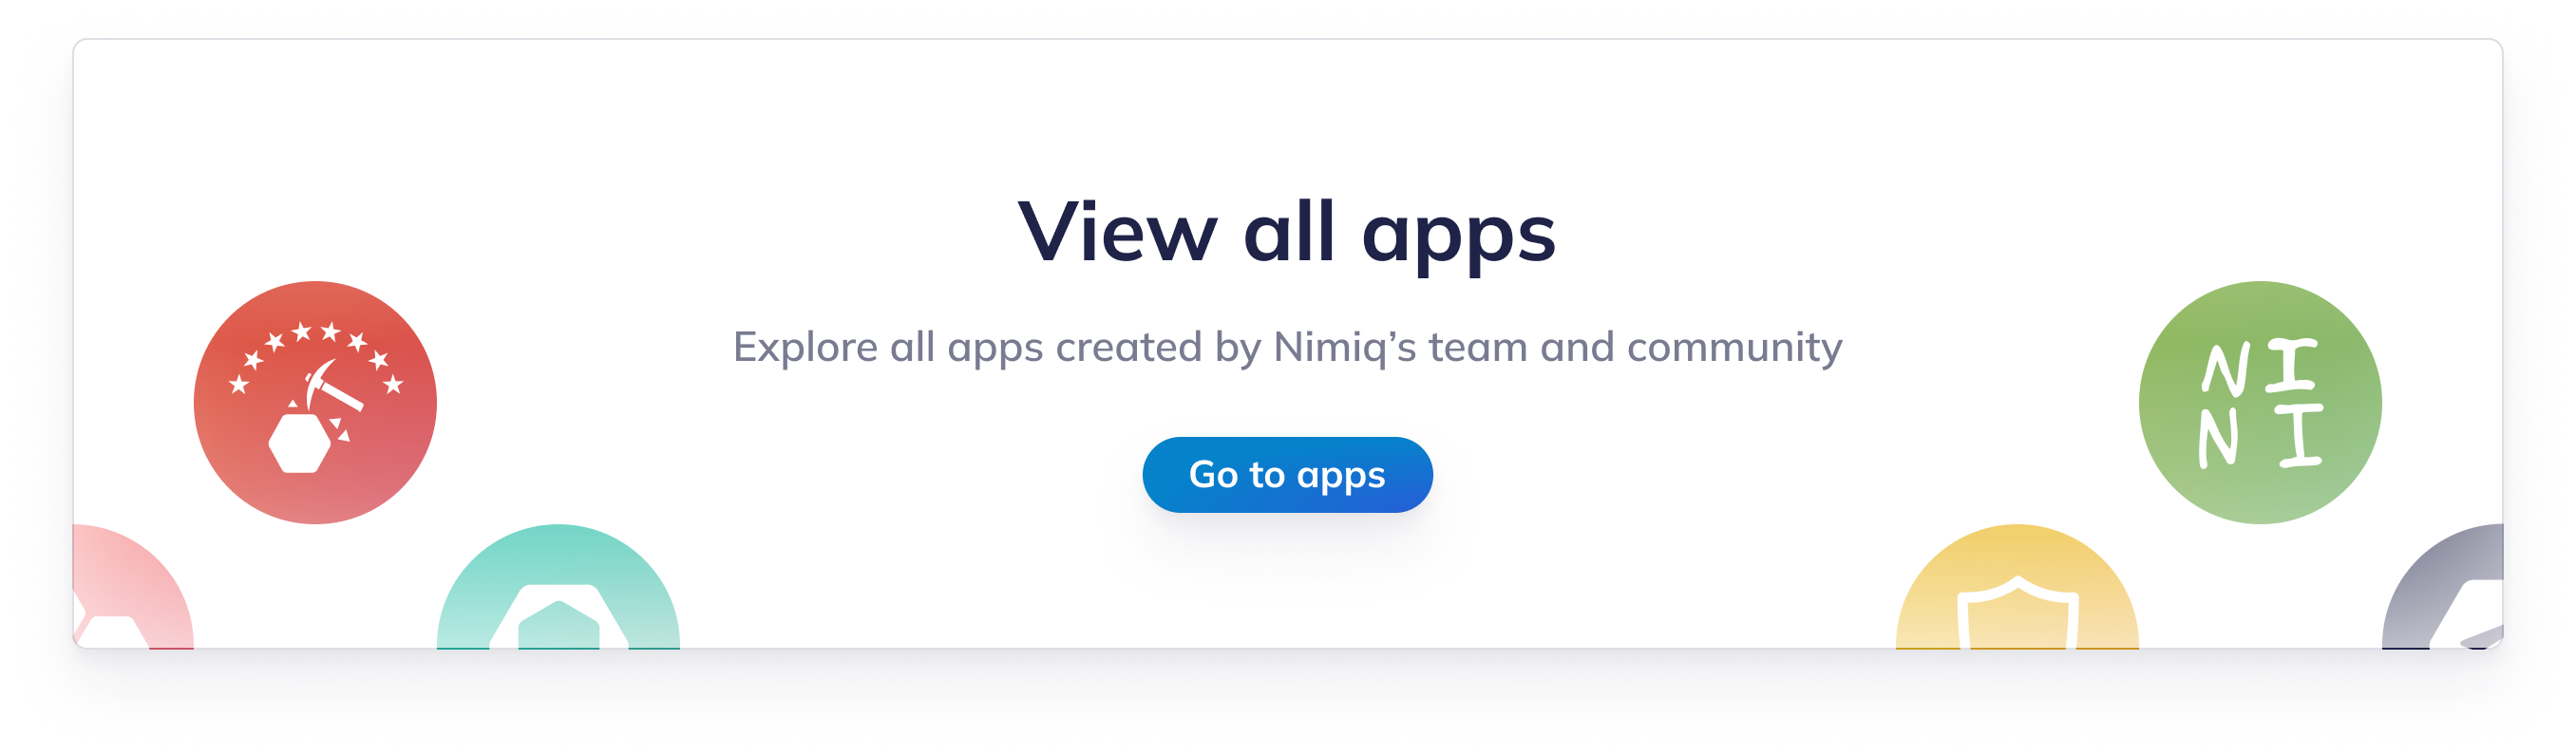 View all apps
Explore all apps created by Nimiq’s team and community
Go to apps
NI
NI